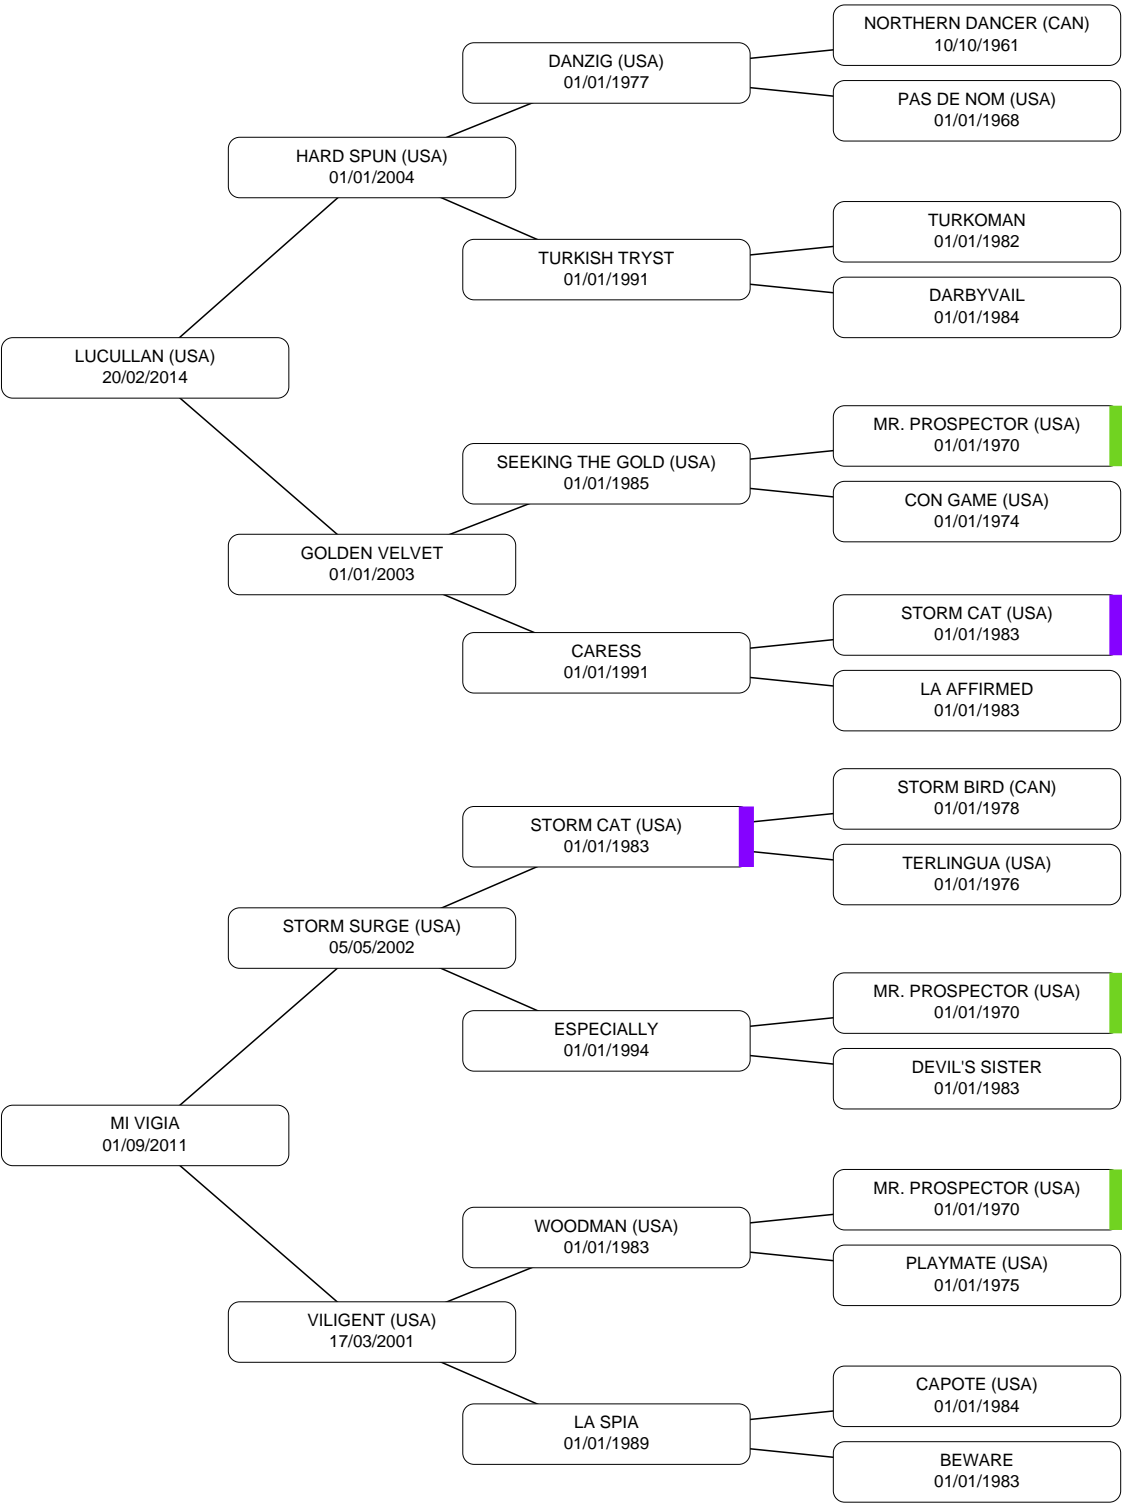 NORTHERN DANCER (CAN)
10/10/1961
DANZIG (USA)
01/01/1977
PAS DE NOM (USA)
01/01/1968
HARD SPUN (USA)
01/01/2004
TURKOMAN
01/01/1982
TURKISH TRYST
01/01/1991
DARBYVAIL
01/01/1984
LUCULLAN (USA)
20/02/2014
MR. PROSPECTOR (USA)
01/01/1970
SEEKING THE GOLD (USA)
01/01/1985
CON GAME (USA)
01/01/1974
GOLDEN VELVET
01/01/2003
STORM CAT (USA)
01/01/1983
CARESS
01/01/1991
LA AFFIRMED
01/01/1983
STORM BIRD (CAN)
01/01/1978
STORM CAT (USA)
01/01/1983
TERLINGUA (USA)
01/01/1976
STORM SURGE (USA)
05/05/2002
MR. PROSPECTOR (USA)
01/01/1970
ESPECIALLY
01/01/1994
DEVIL'S SISTER
01/01/1983
MI VIGIA
01/09/2011
MR. PROSPECTOR (USA)
01/01/1970
WOODMAN (USA)
01/01/1983
PLAYMATE (USA)
01/01/1975
VILIGENT (USA)
17/03/2001
CAPOTE (USA)
01/01/1984
LA SPIA
01/01/1989
BEWARE
01/01/1983